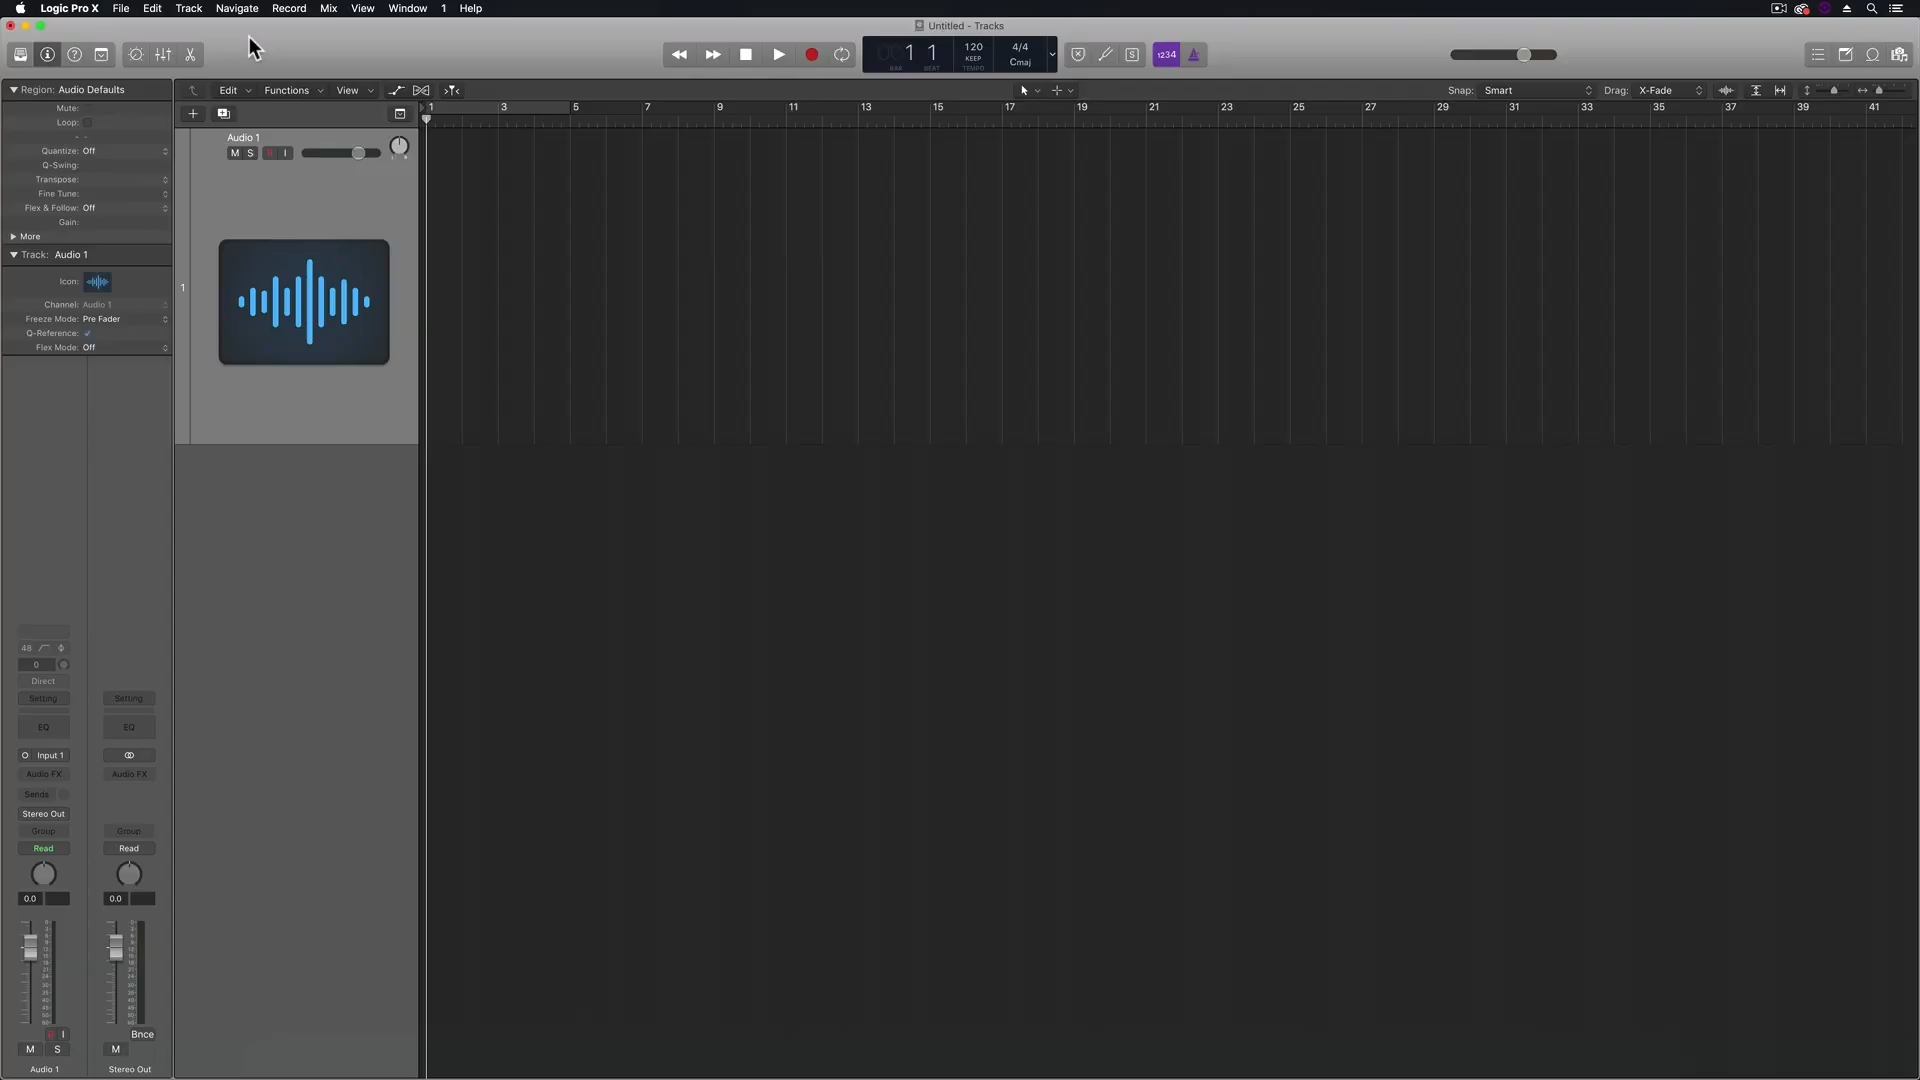 Logic Pro X File Edit Track Navigate Record Mix View Window 1 Help
Untitled - Tracks
1 1
BAR BEAT
120
KEEP
TEMPO
4/4
Cmaj
S
1234
Region: Audio Defaults
Edit Functions View
Snap: Smart
Drag: X-Fade
1 3 5 7 9 11 13 15 17 19 21 23 25 27 29 31 33 35 37 39 41
Mute:
Loop:
Quantize: Off
Q-Swing:
Transpose:
Fine Tune:
Flex & Follow: Off
Gain:
More
Track: Audio 1
Icon:
Channel: Audio 1
Freeze Mode: Pre Fader
Q-Reference:
Flex Mode: Off
Audio 1
M S R I
1
48
0
Direct
Setting
EQ
Input 1
Audio FX
Sends
Stereo Out
Group
Read
0.0
R I
M S
Audio 1
Setting
EQ
Audio FX
Group
Read
0.0
Bnce
M
Stereo Out